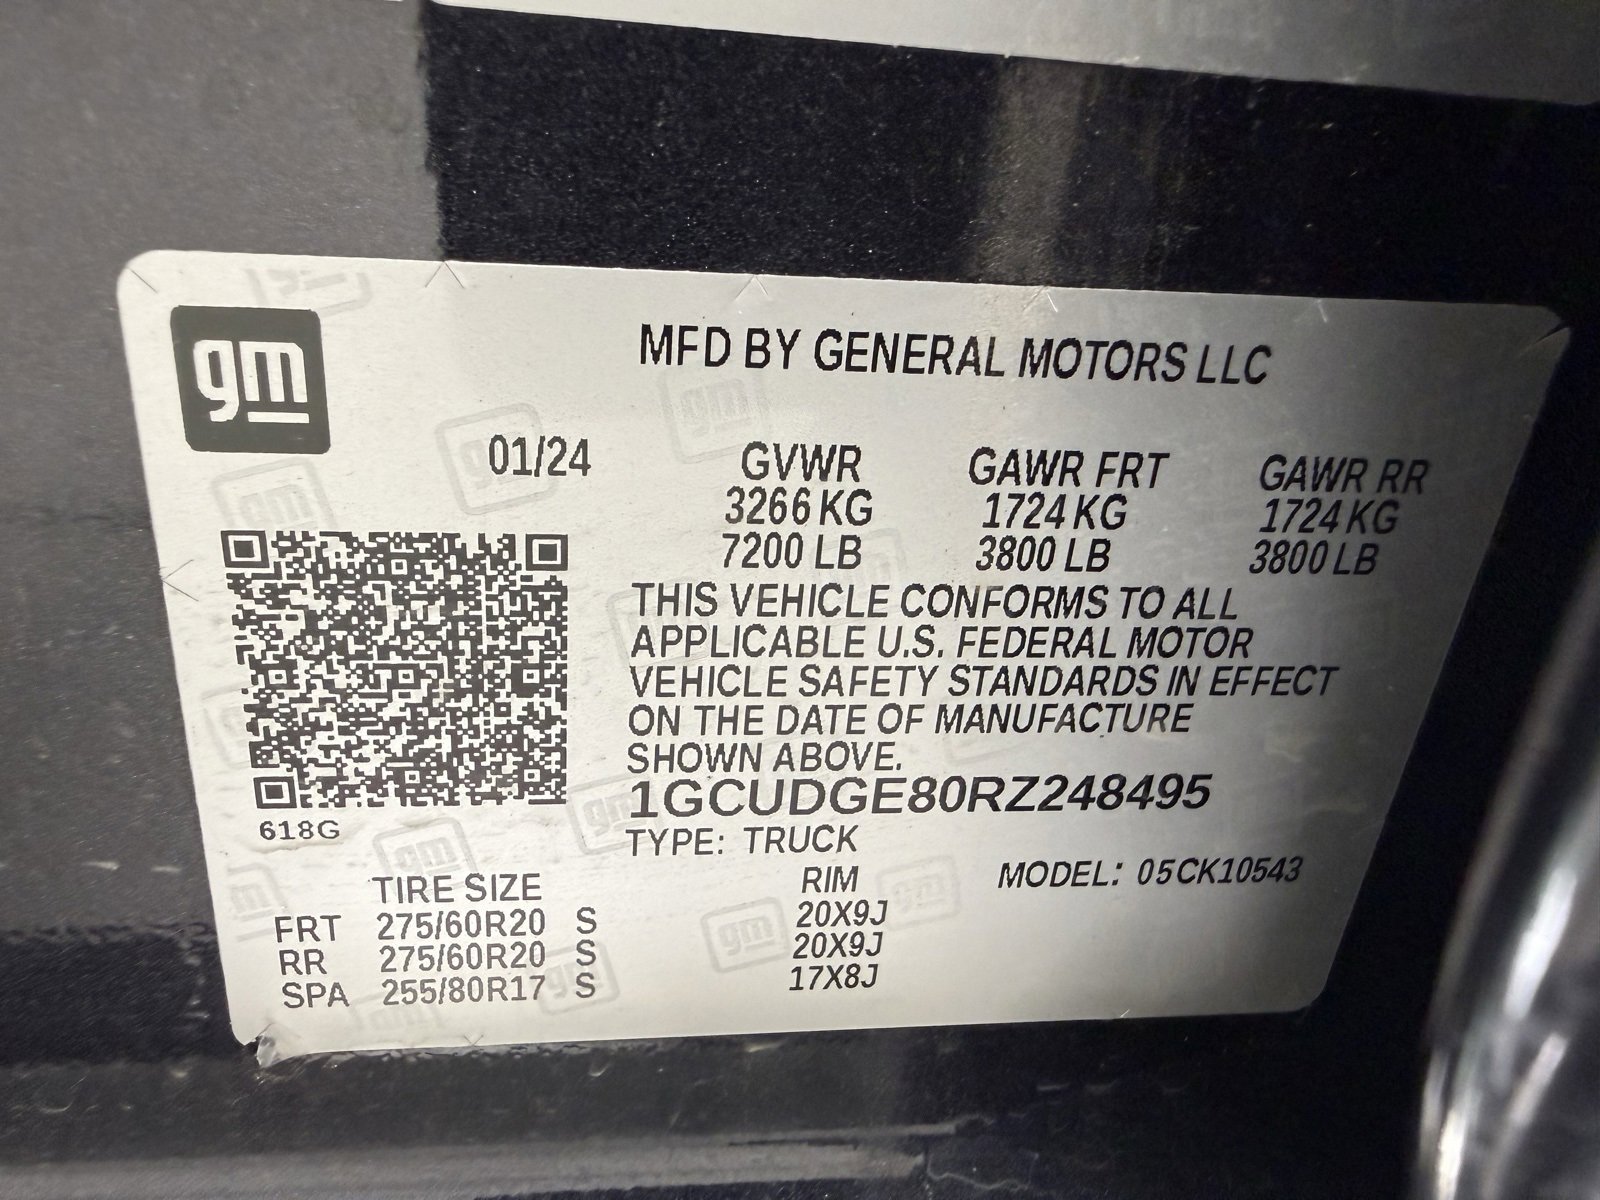 gm
MFD BY GENERAL MOTORS LLC
01/24
GVWR GAWR FRT GAWR RR
3266 KG 1724 KG 1724 KG
7200 LB 3800 LB 3800 LB
THIS VEHICLE CONFORMS TO ALL
APPLICABLE U.S. FEDERAL MOTOR
VEHICLE SAFETY STANDARDS IN EFFECT
ON THE DATE OF MANUFACTURE
SHOWN ABOVE.
1GCUDGE80RZ248495
618G
TYPE: TRUCK
MODEL: 05CK10543
TIRE SIZE RIM
FRT 275/60R20 S 20X9J
RR 275/60R20 S 20X9J
SPA 255/80R17 S 17X8J